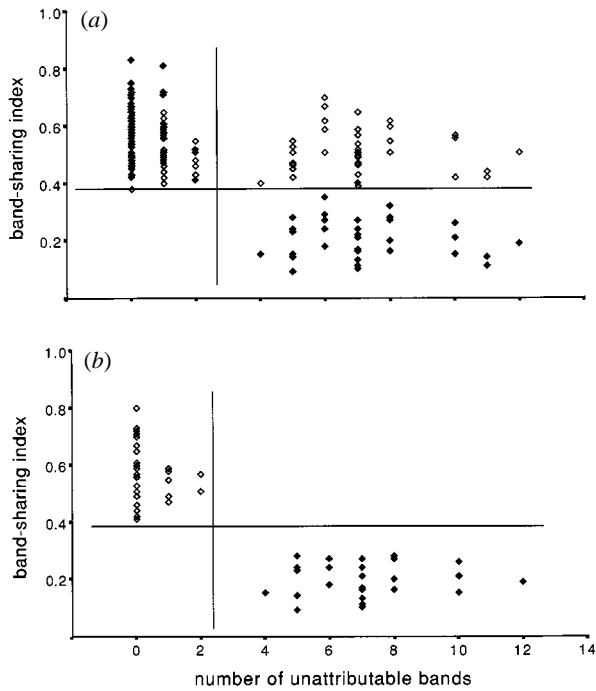 (a)
1.0
0.8
0.6
0.4
0.2
band-sharing index
(b)
1.0
0.8
0.6
0.4
0.2
band-sharing index
0 2 4 6 8 10 12 14
number of unattributable bands